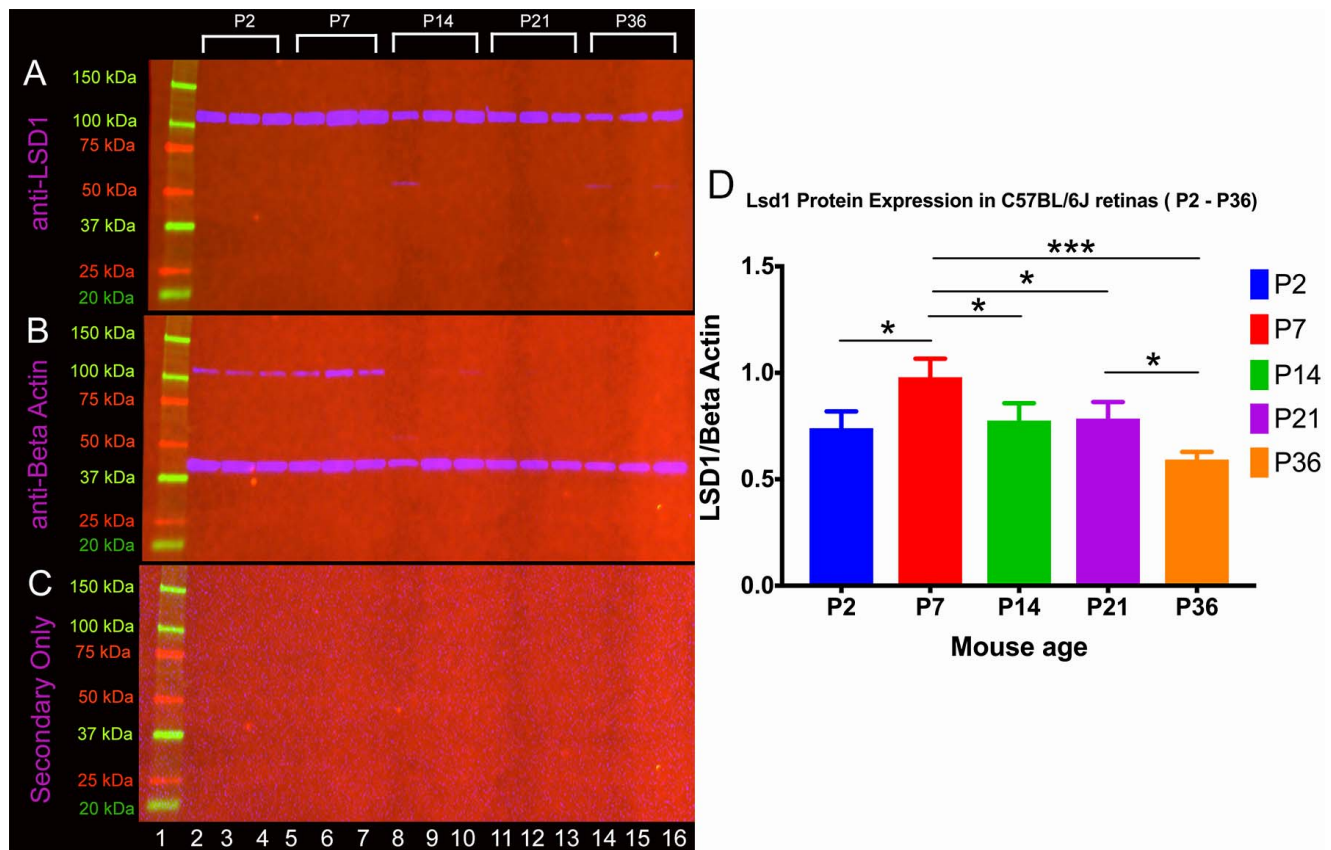 P2 P7 P14 P21 P36
A
anti-LSD1
150 kDa
100 kDa
75 kDa
50 kDa
37 kDa
25 kDa
20 kDa
B
anti-Beta Actin
150 kDa
100 kDa
75 kDa
50 kDa
37 kDa
25 kDa
20 kDa
C
Secondary Only
150 kDa
100 kDa
75 kDa
50 kDa
37 kDa
25 kDa
20 kDa
1 2 3 4 5 6 7 8 9 10 11 12 13 14 15 16
D
Lsd1 Protein Expression in C57BL/6J retinas ( P2 - P36)
LSD1/Beta Actin
1.5
1.0
0.5
0.0
***
*
*
*
*
P2 P7 P14 P21 P36
Mouse age
P2
P7
P14
P21
P36